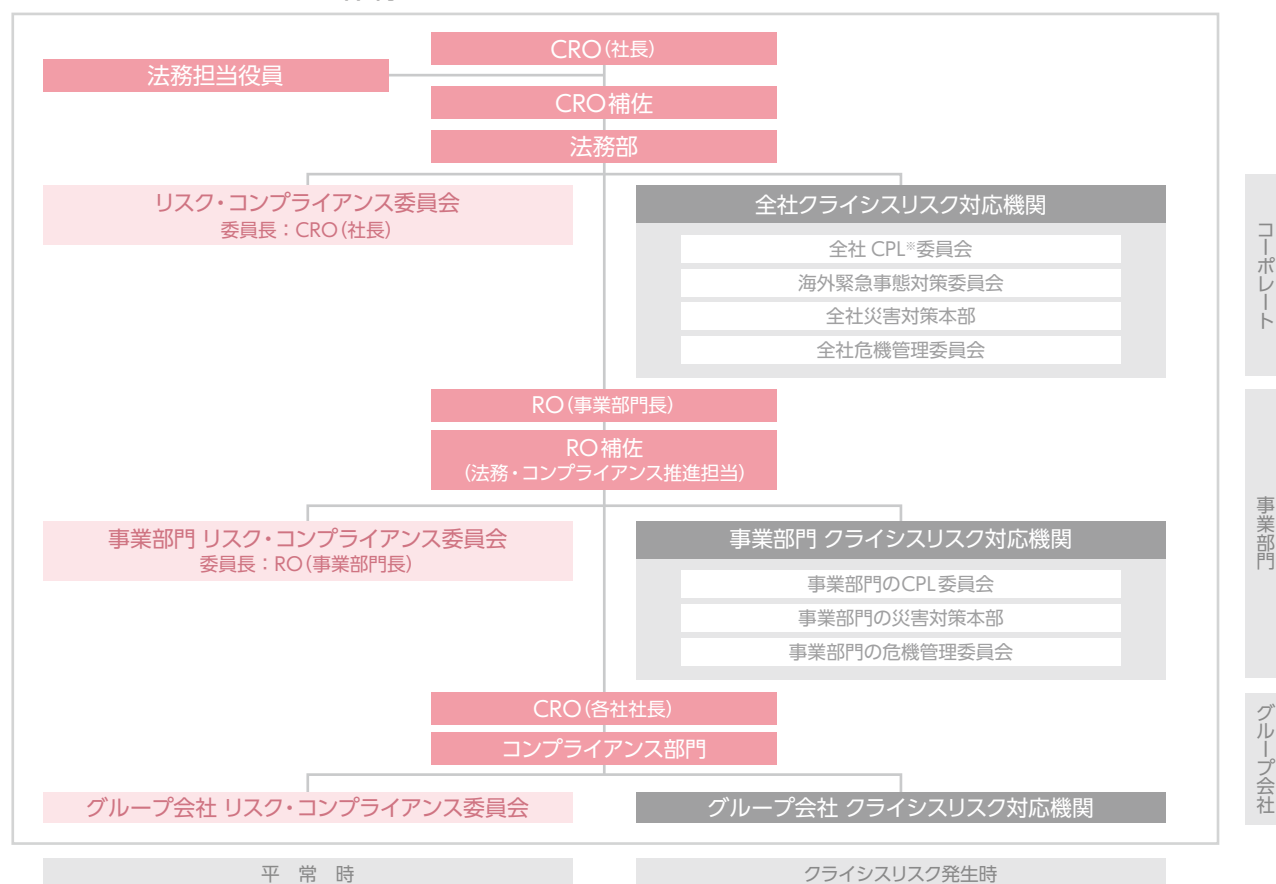 CRO(社長)
法務担当役員
CRO補佐
法務部
リスク・コンプライアンス委員会
委員長：CRO(社長)
全社クライシスリスク対応機関
全社 CPL※委員会
海外緊急事態対策委員会
全社災害対策本部
全社危機管理委員会
コーポレート
RO(事業部門長)
RO補佐
(法務・コンプライアンス推進担当)
事業部門 リスク・コンプライアンス委員会
委員長：RO(事業部門長)
事業部門 クライシスリスク対応機関
事業部門のCPL委員会
事業部門の災害対策本部
事業部門の危機管理委員会
事業部門
CRO(各社社長)
コンプライアンス部門
グループ会社 リスク・コンプライアンス委員会
グループ会社 クライシスリスク対応機関
グループ会社
平 常 時
クライシスリスク発生時